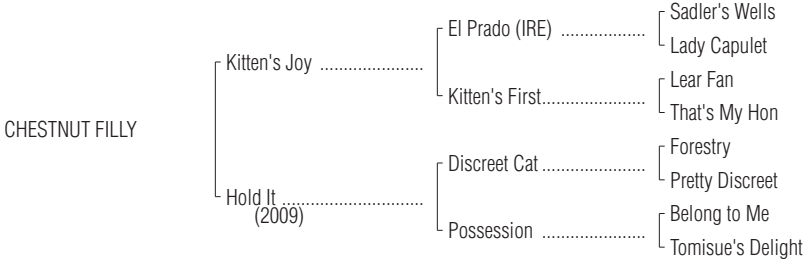 Sadler's Wells
El Prado (IRE) ...................
Lady Capulet
Kitten's Joy ......................
Lear Fan
Kitten's First......................
That's My Hon
CHESTNUT FILLY
Forestry
Discreet Cat ......................
Pretty Discreet
Hold It ..............................
(2009)
Belong to Me
Possession ......................
Tomisue's Delight